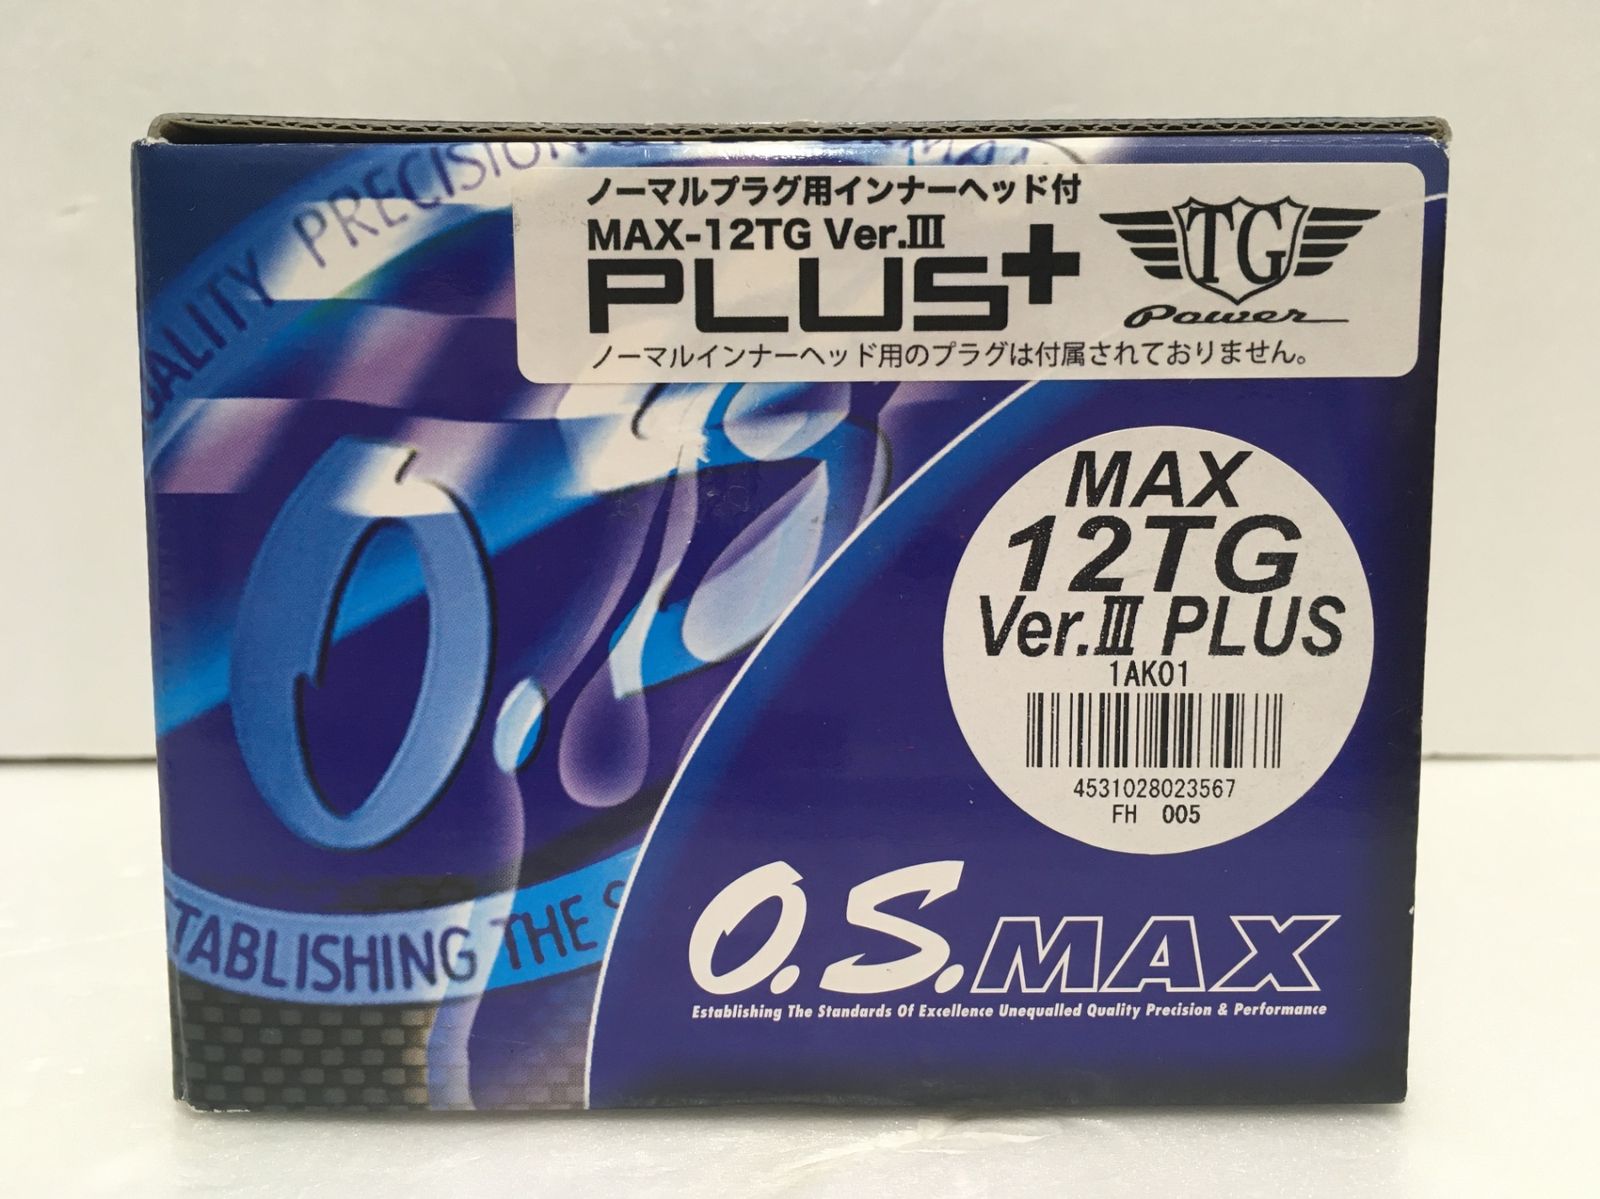 QUALITY PRECISION
ノーマルプラグ用インナーヘッド付
MAX-12TG Ver.III
PLUS+
ノーマルインナーヘッド用のプラグは付属されておりません。
TG
Power
O.
MAX
12TG
Ver.III PLUS
1AK01
4531028023567
FH 005
TABLISHING THE S
O.S.MAX
Establishing The Standards Of Excellence Unequalled Quality Precision & Performance